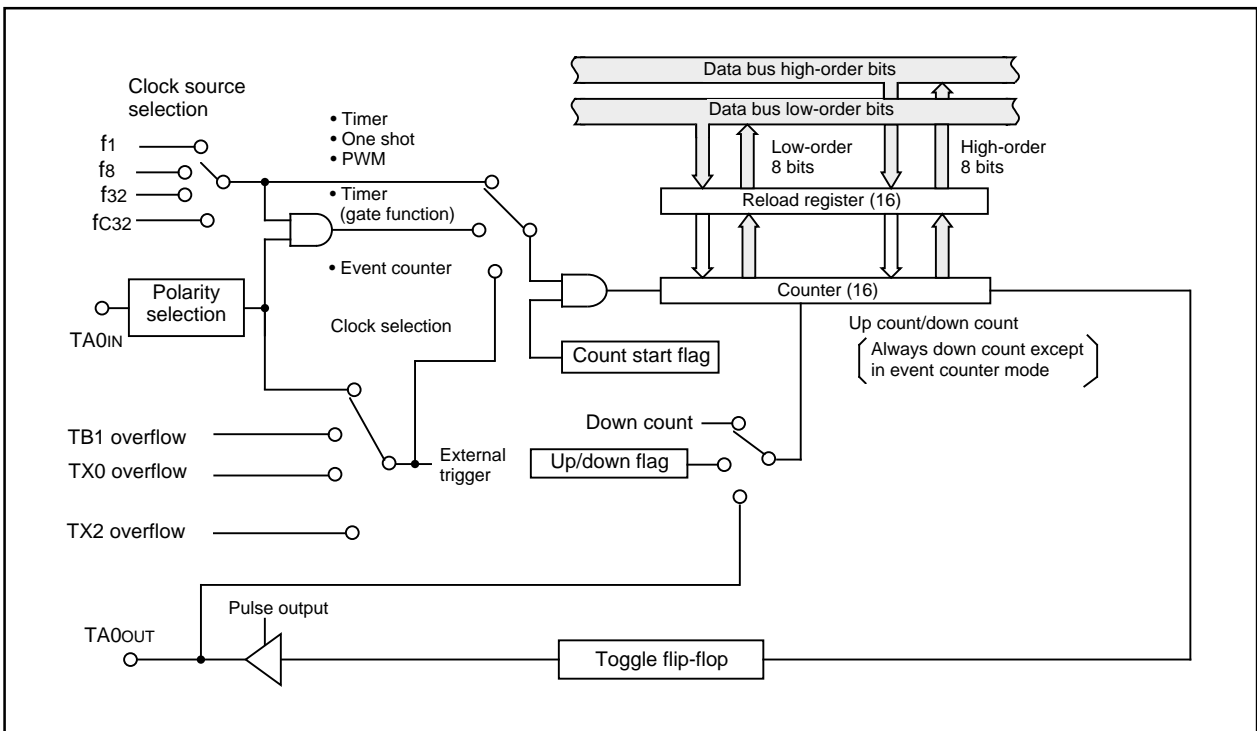 Data bus high-order bits
Data bus low-order bits
Clock source
selection
f1
f8
f32
fC32
• Timer
• One shot
• PWM
• Timer
(gate function)
• Event counter
Low-order
8 bits
High-order
8 bits
Reload register (16)
Counter (16)
Polarity
selection
TA0IN
Clock selection
Count start flag
Up count/down count
Always down count except
in event counter mode
TB1 overflow
TX0 overflow
TX2 overflow
External
trigger
Down count
Up/down flag
Pulse output
TA0OUT
Toggle flip-flop